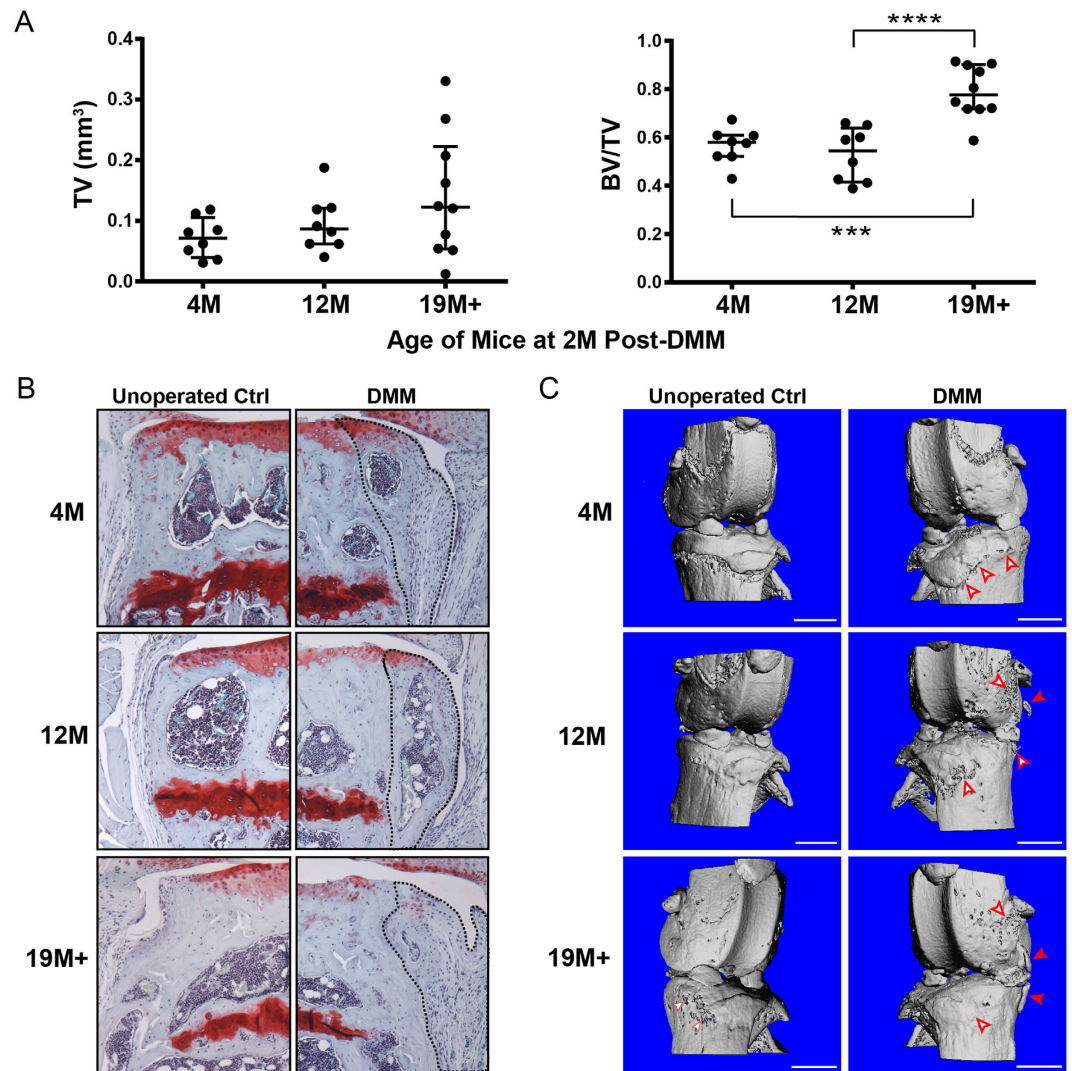 A
0.4
0.3
0.2
0.1
0.0
TV (mm³)
4M
12M
19M+
1.0
0.8
0.6
0.4
0.2
0.0
BV/TV
****
***
4M
12M
19M+
Age of Mice at 2M Post-DMM
B
Unoperated Ctrl
DMM
4M
12M
19M+
C
Unoperated Ctrl
DMM
4M
12M
19M+